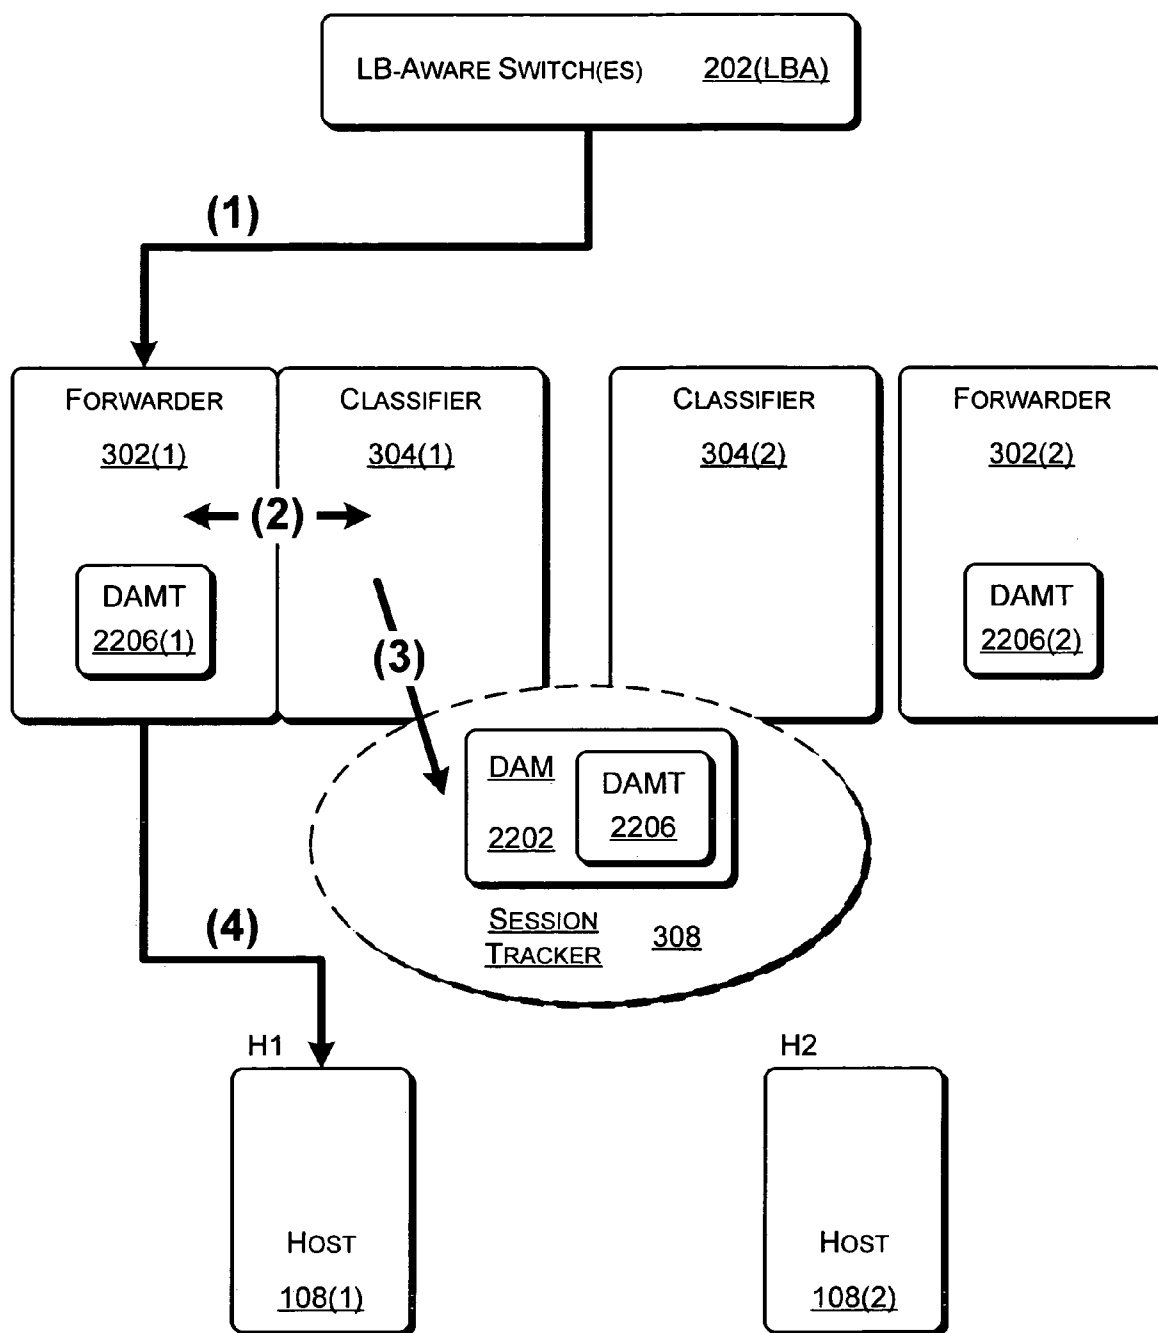 LB-AWARE SWITCH(ES) 202(LBA)
(1)
FORWARDER
302(1)
CLASSIFIER
304(1)
CLASSIFIER
304(2)
FORWARDER
302(2)
(2)
DAMT
2206(1)
DAMT
2206(2)
(3)
DAM
2202
DAMT
2206
SESSION
TRACKER
308
(4)
H1
H2
HOST
108(1)
HOST
108(2)